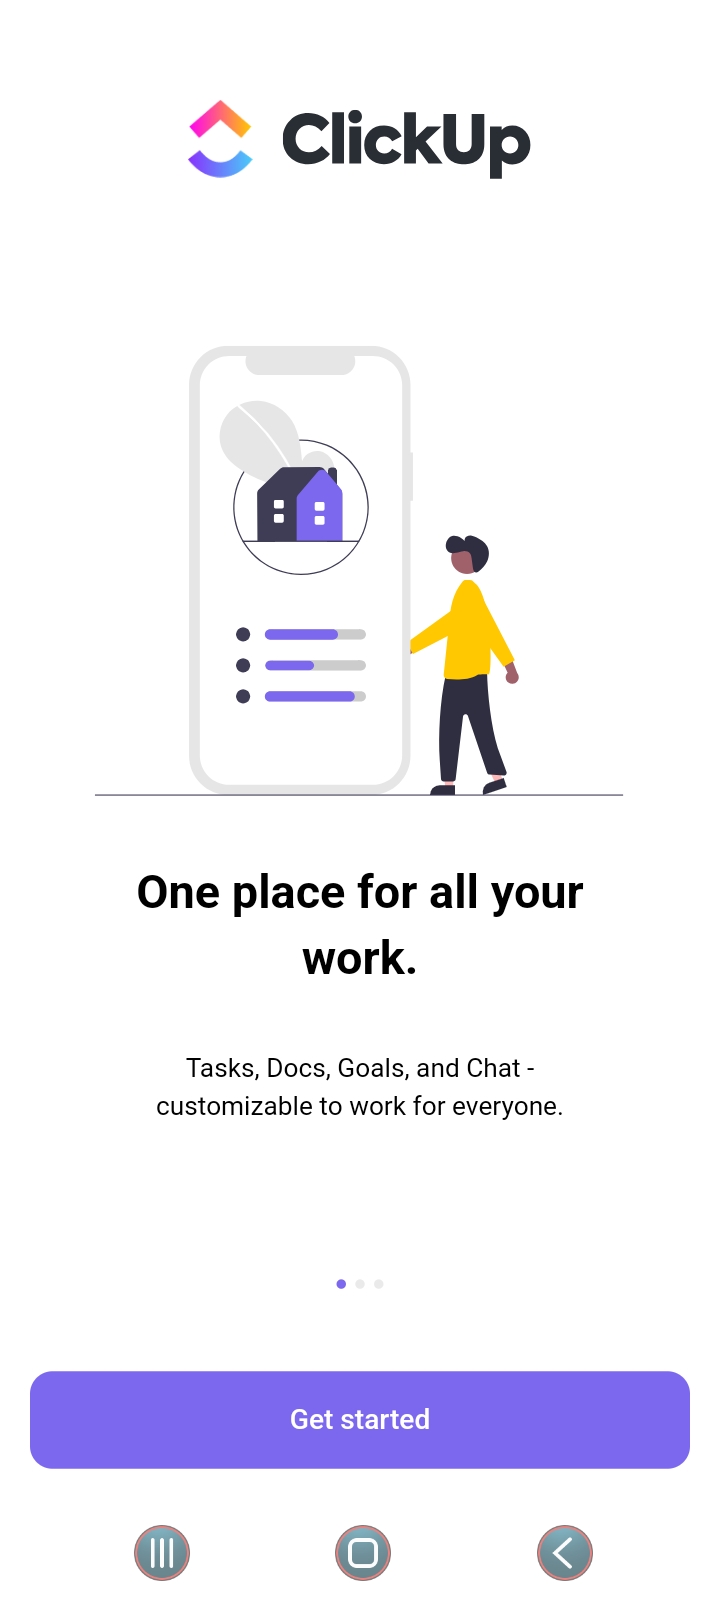 ClickUp
One place for all your
work.
Tasks, Docs, Goals, and Chat -
customizable to work for everyone.
Get started